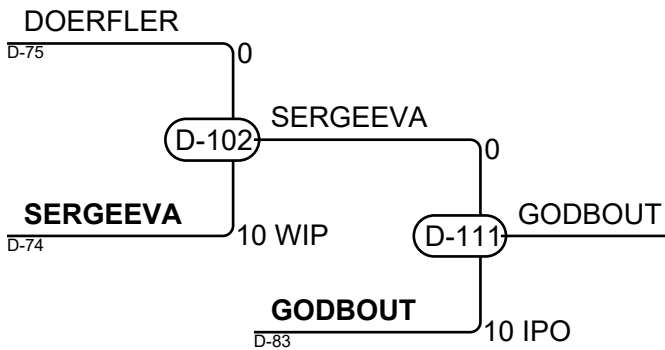 DOERFLER
D-75
0
D-102
SERGEEVA
0
SERGEEVA
D-74
10 WIP
D-111
GODBOUT
GODBOUT
D-83
10 IPO